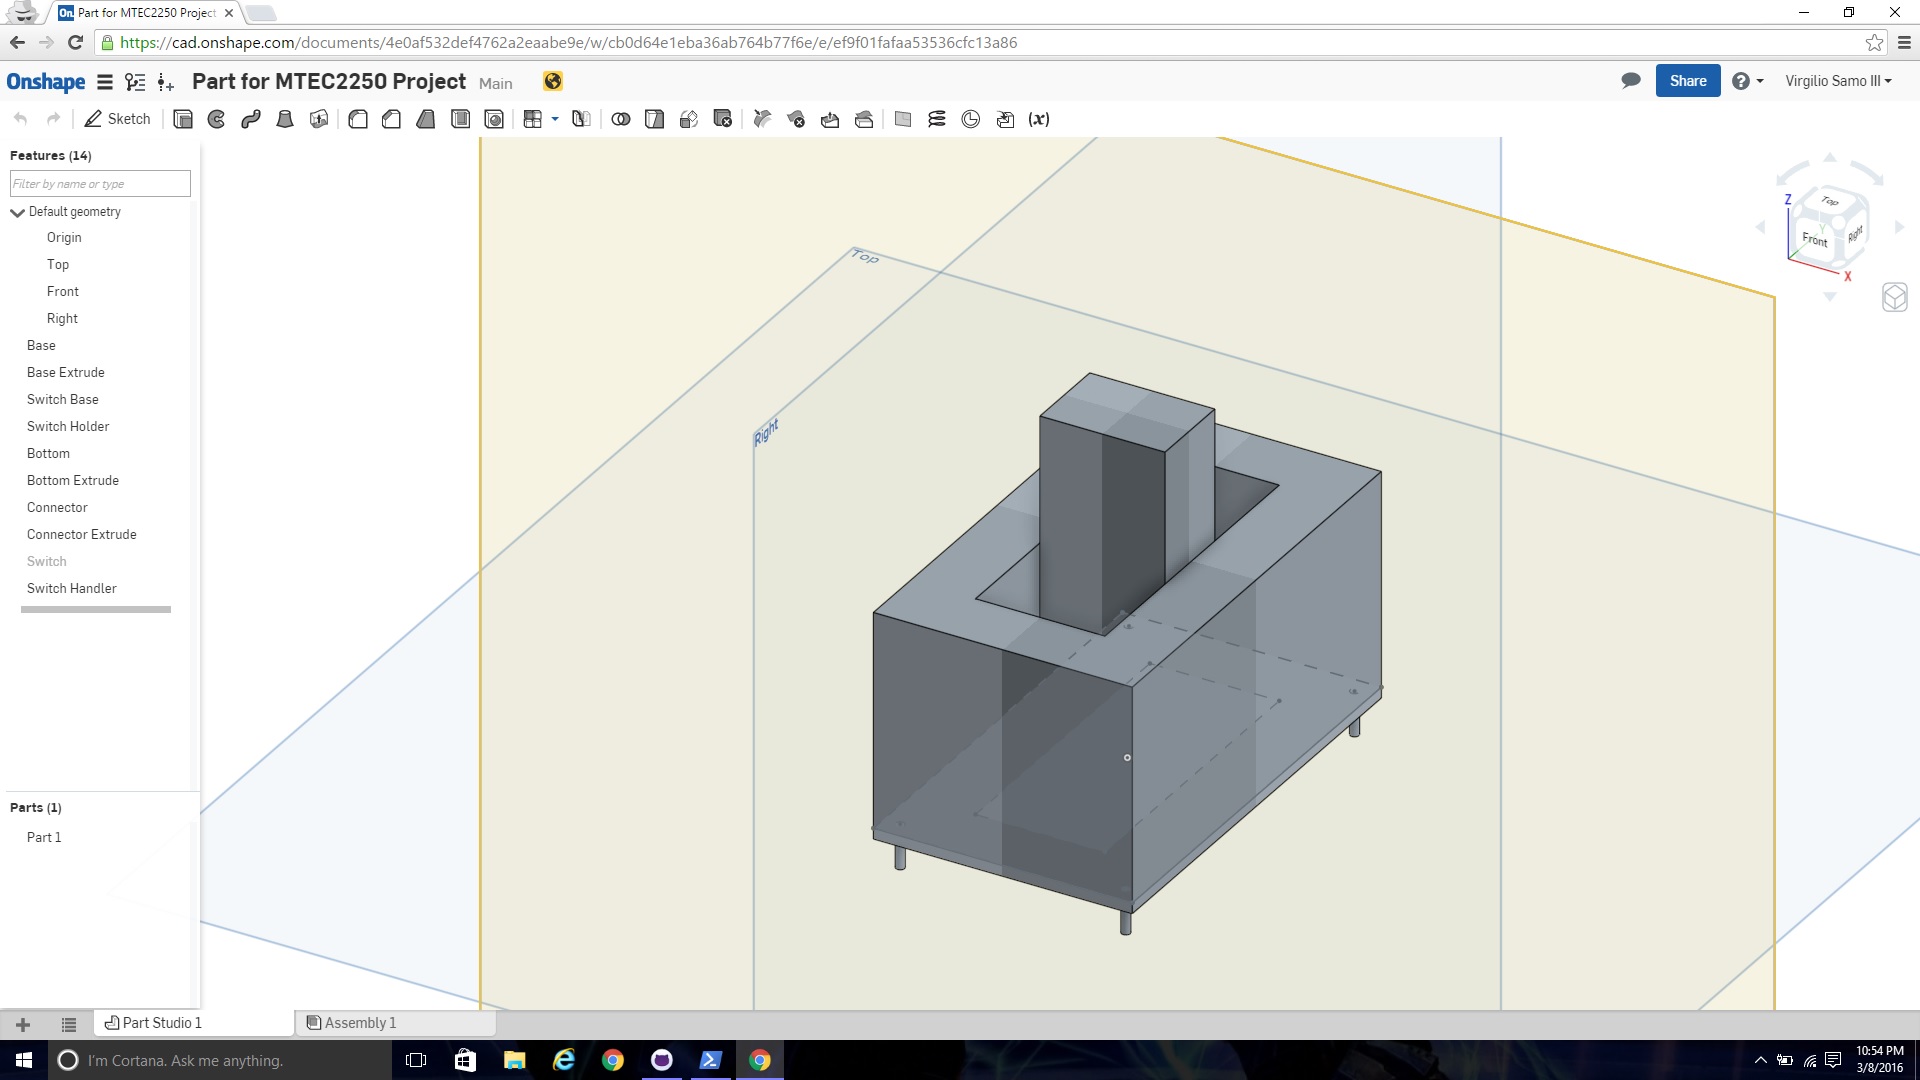 On Part for MTEC2250 Project
https://cad.onshape.com/documents/4e0af532def4762a2eaabe9e/w/cb0d64e1eba36ab764b77f6e/e/ef9f01fafaa53536cfc13a86
Onshape Part for MTEC2250 Project Main Share ? Virgilio Samo III
Sketch (x)
Features (14)
Filter by name or type
Default geometry
Origin
Top
Front
Right
Base
Base Extrude
Switch Base
Switch Holder
Bottom
Bottom Extrude
Connector
Connector Extrude
Switch
Switch Handler
Parts (1)
Part 1
Top
Right
Z
Top
Y
Front
Right
X
Part Studio 1 Assembly 1
I'm Cortana. Ask me anything.
10:54 PM
3/8/2016